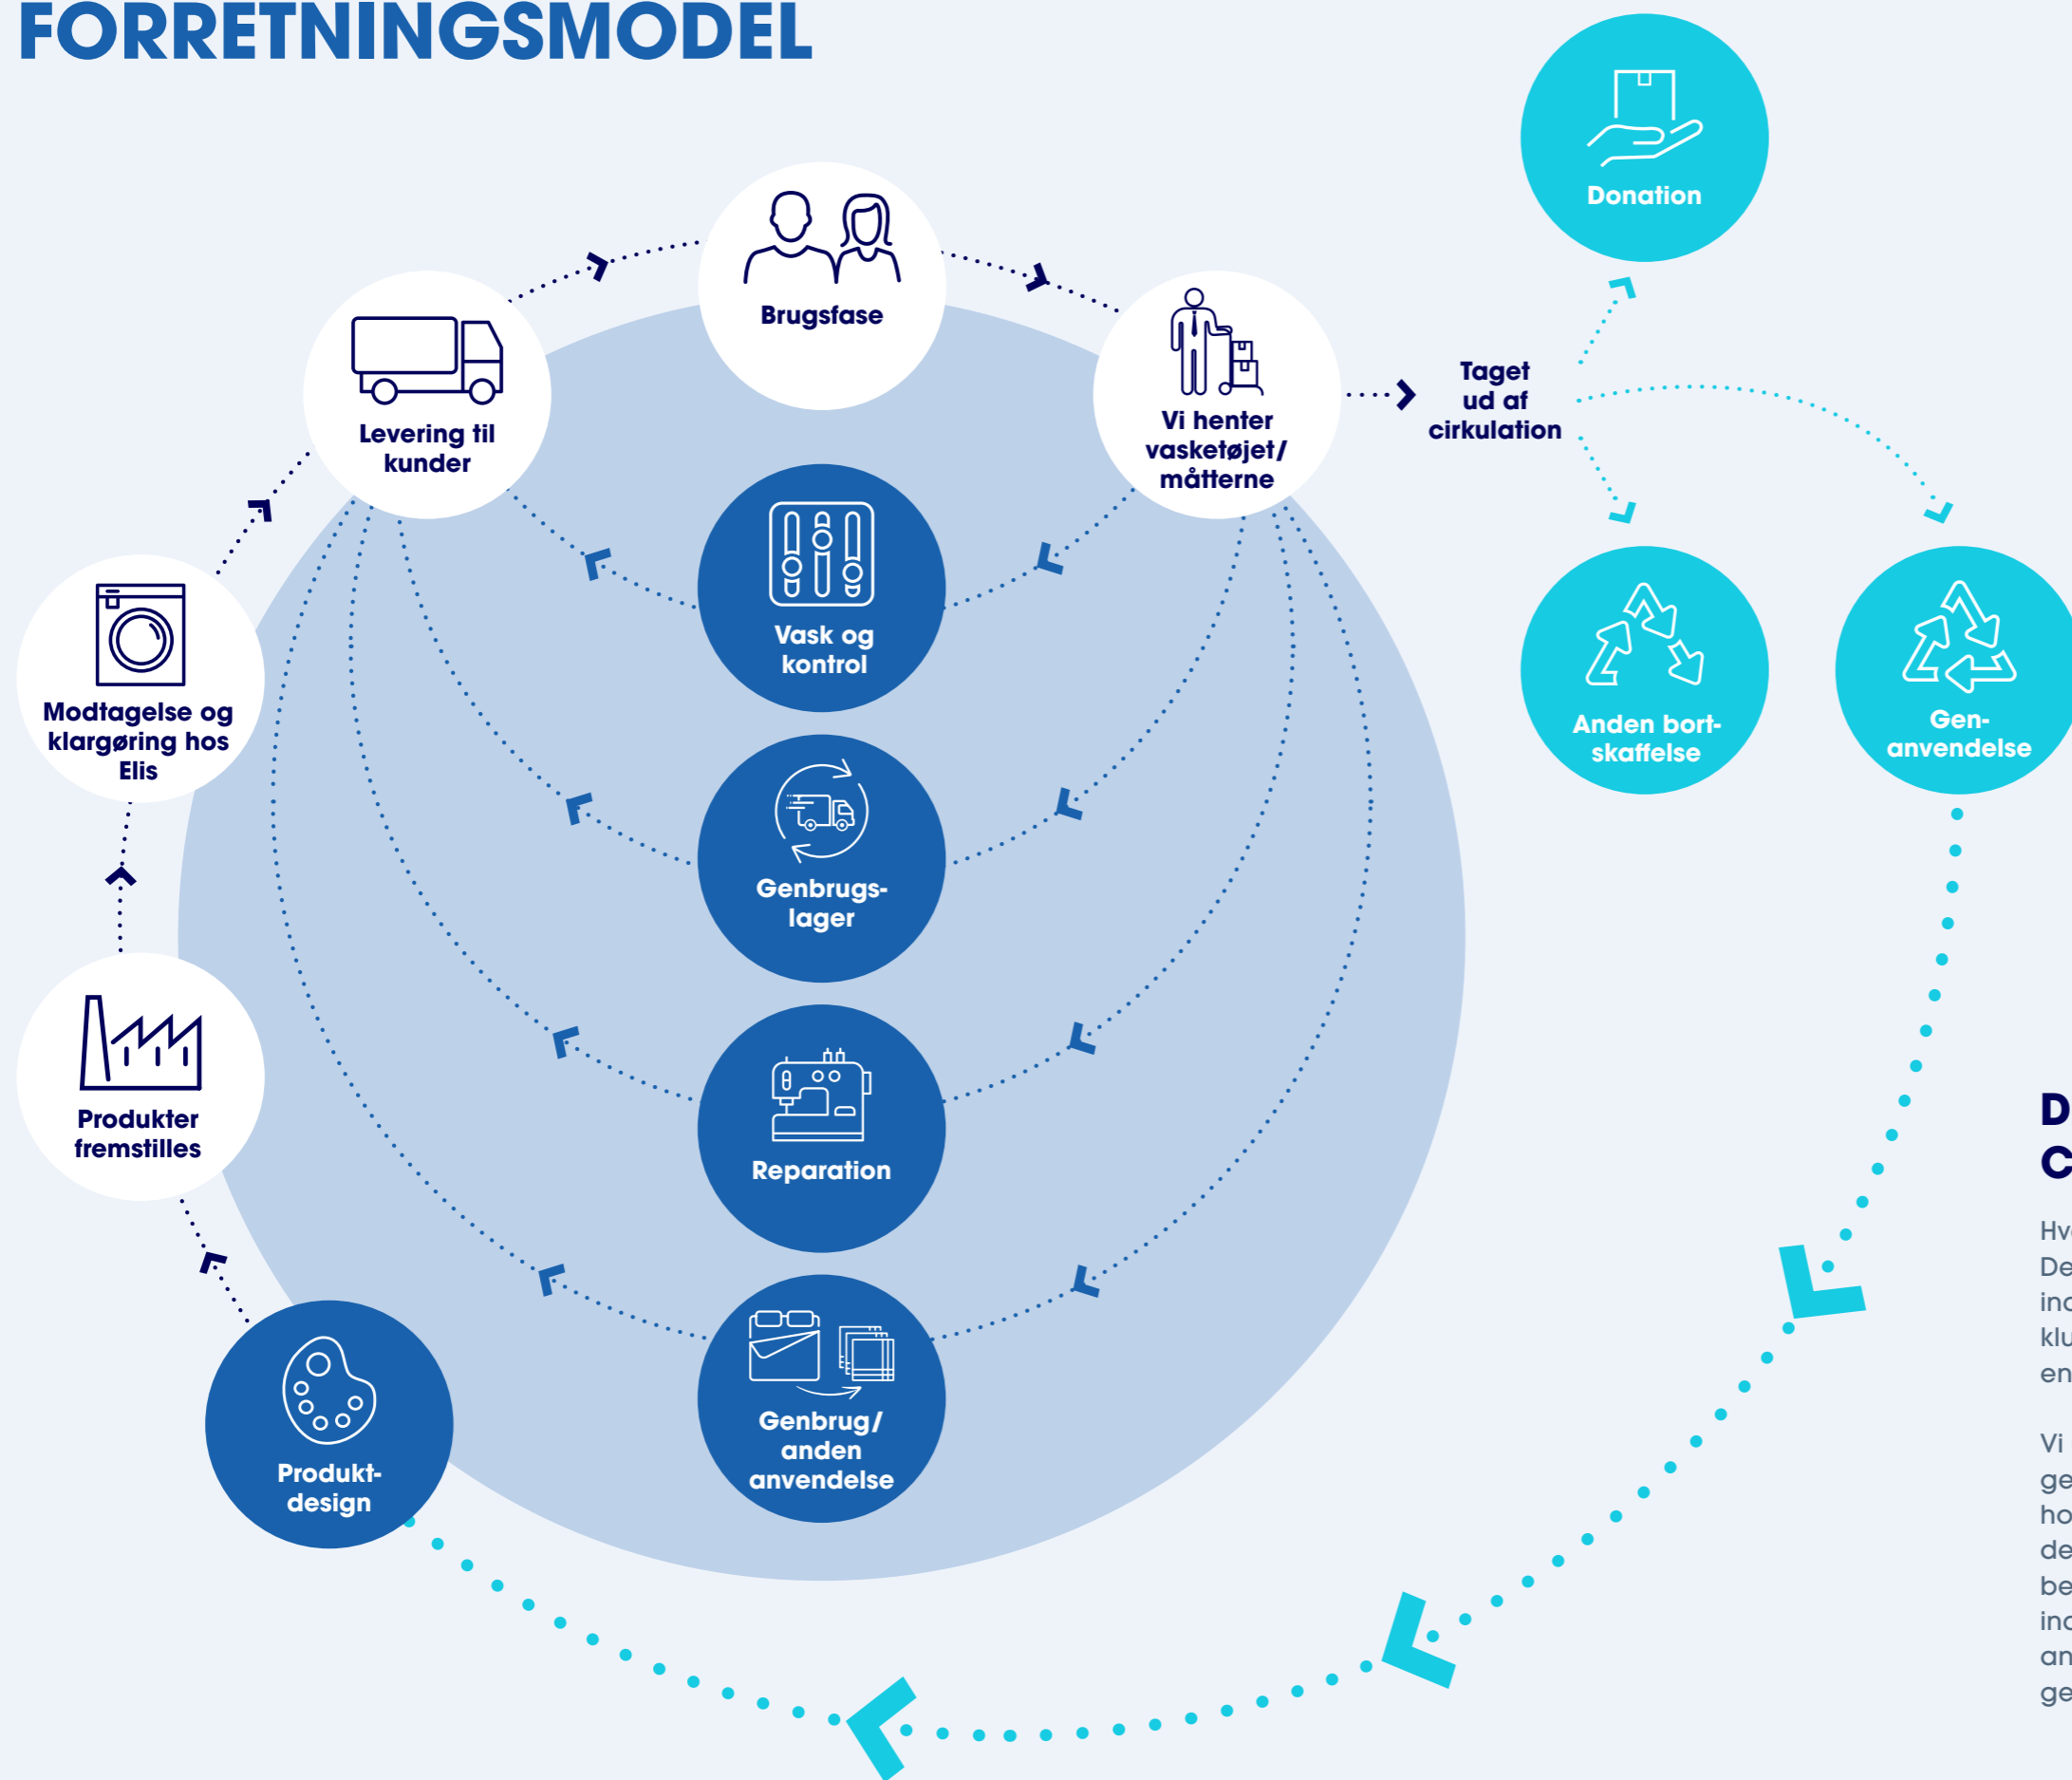 FORRETNINGSMODEL
Donation
Brugsfase
Levering til
kunder
Vi henter
vasketøjet/
måtterne
Taget
ud af
cirkulation
Vask og
kontrol
Modtagelse og
klargøring hos
Elis
Anden bort-
skaffelse
Gen-
anvendelse
Genbrugs-
lager
Produkter
fremstilles
Reparation
Genbrug/
anden
anvendelse
Produkt-
design
Vi